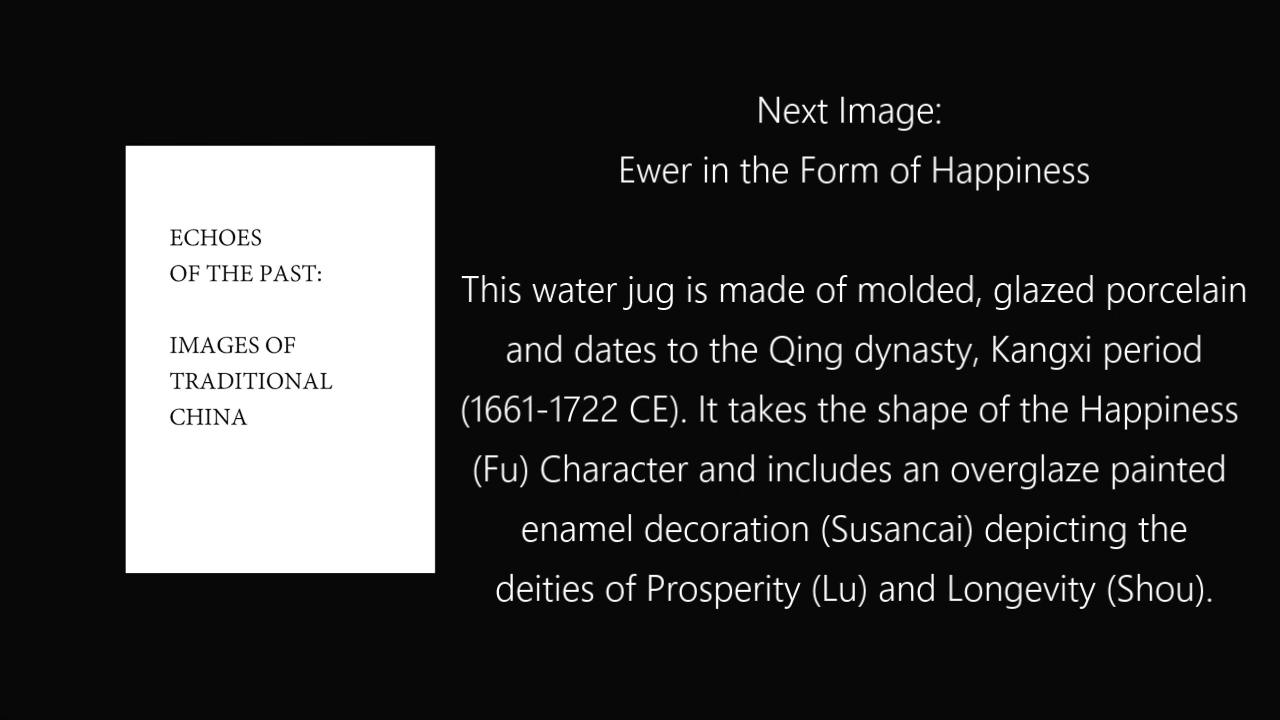 ECHOES
OF THE PAST:
IMAGES OF
TRADITIONAL
CHINA
Next Image:
Ewer in the Form of Happiness
This water jug is made of molded, glazed porcelain
and dates to the Qing dynasty, Kangxi period
(1661-1722 CE). It takes the shape of the Happiness
(Fu) Character and includes an overglaze painted
enamel decoration (Susancai) depicting the
deities of Prosperity (Lu) and Longevity (Shou).